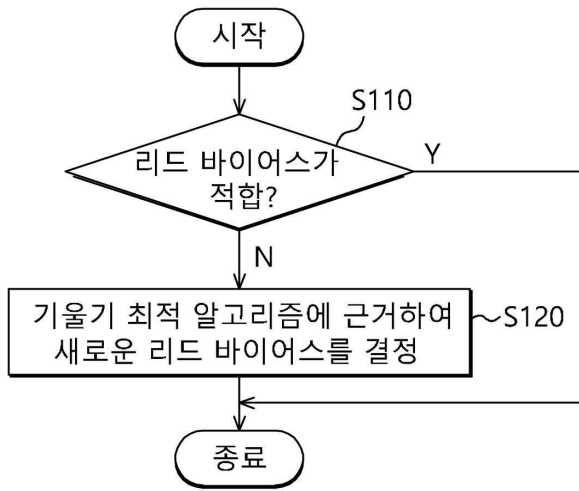 시작
S110
리드 바이어스가
적합?
Y
N
기울기 최적 알고리즘에 근거하여
새로운 리드 바이어스를 결정
S120
종료